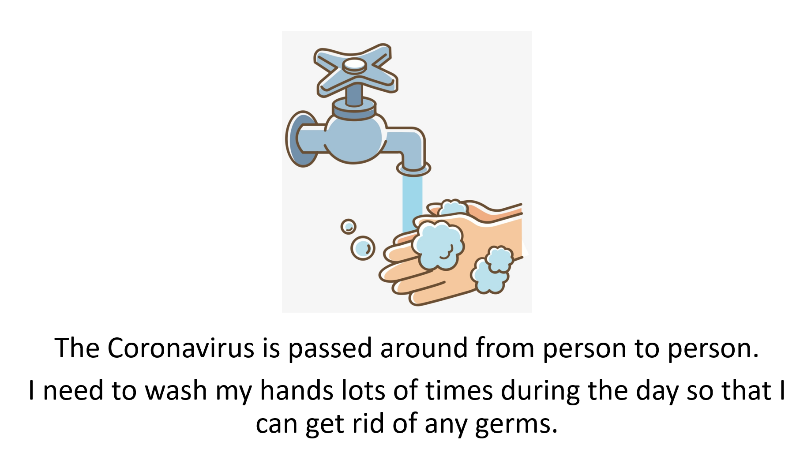 The Coronavirus is passed around from person to person.
I need to wash my hands lots of times during the day so that I
can get rid of any germs.